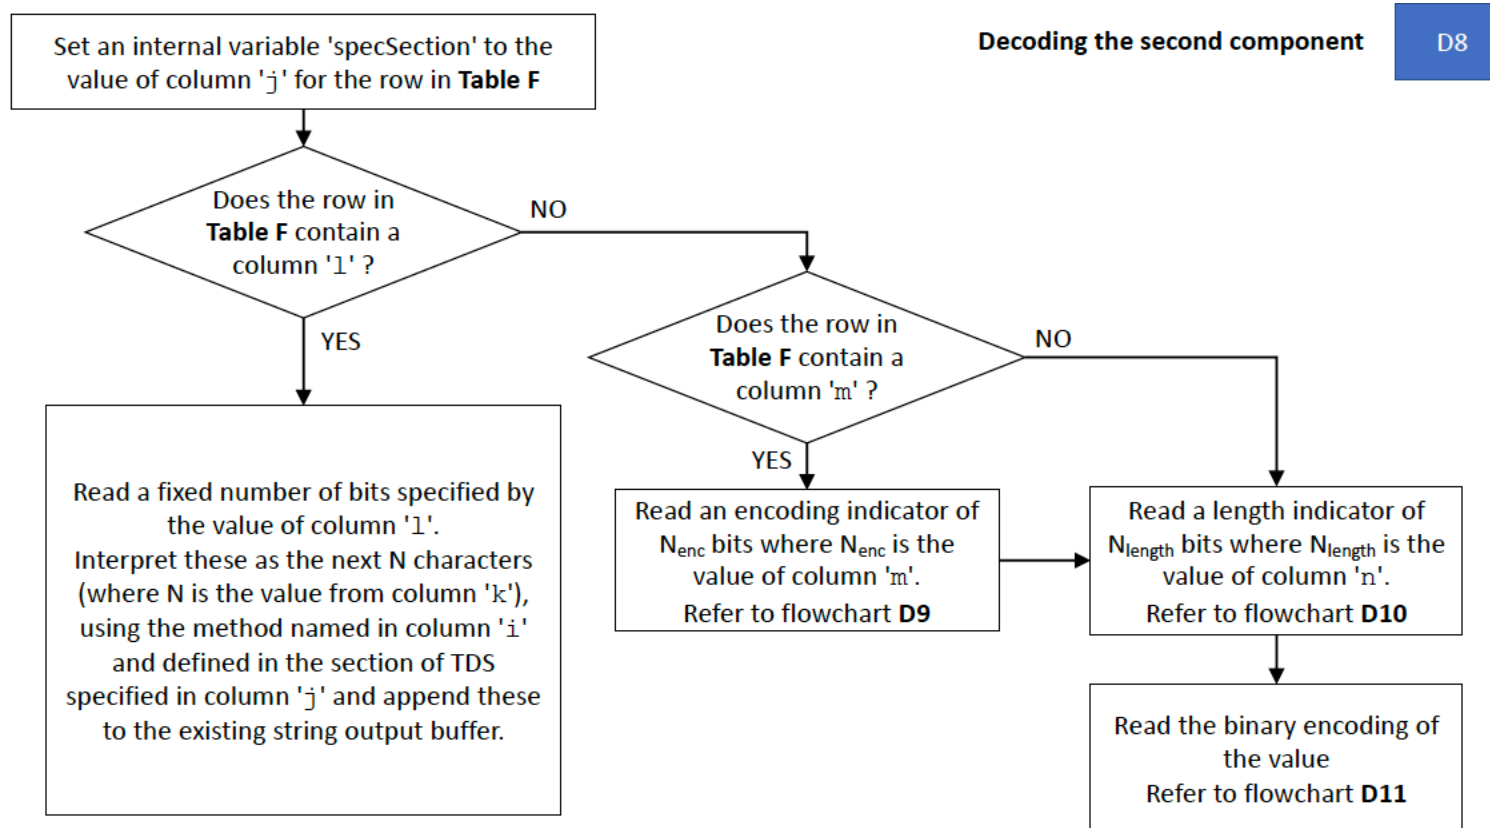 Decoding the second component
D8
Set an internal variable 'specSection' to the
value of column 'j' for the row in Table F
Does the row in
Table F contain a
column 'l' ?
NO
YES
Does the row in
Table F contain a
column 'm' ?
NO
YES
Read a fixed number of bits specified by
the value of column 'l'.
Interpret these as the next N characters
(where N is the value from column 'k'),
using the method named in column 'i'
and defined in the section of TDS
specified in column 'j' and append these
to the existing string output buffer.
Read an encoding indicator of
Nenc bits where Nenc is the
value of column 'm'.
Refer to flowchart D9
Read a length indicator of
Nlength bits where Nlength is the
value of column 'n'.
Refer to flowchart D10
Read the binary encoding of
the value
Refer to flowchart D11